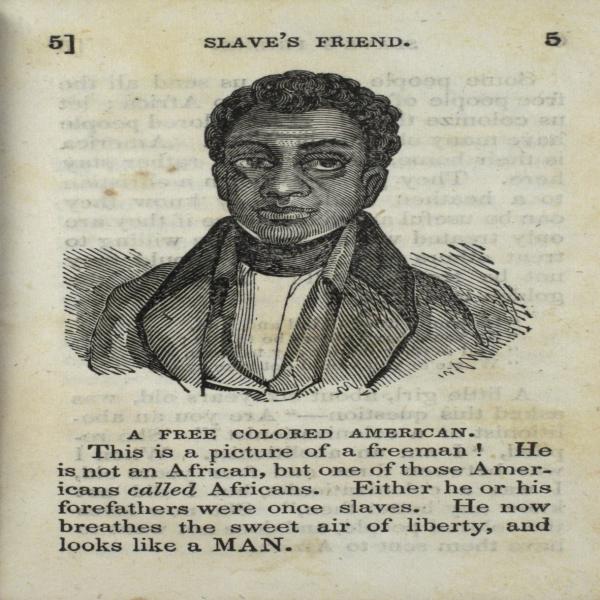 5] SLAVE'S FRIEND. 5
A FREE COLORED AMERICAN.
This is a picture of a freeman! He
is not an African, but one of those Amer-
icans called Africans. Either he or his
forefathers were once slaves. He now
breathes the sweet air of liberty, and
looks like a MAN.